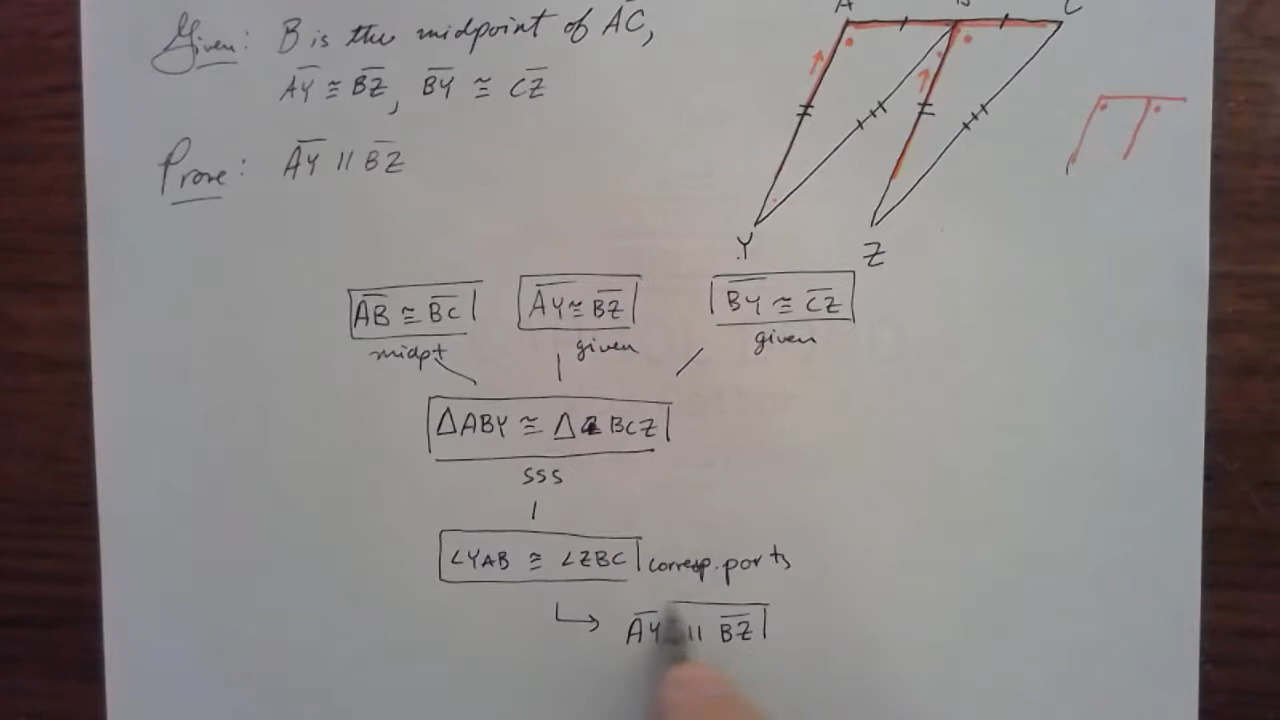 Given: B is the midpoint of AC,
AY ≅ BZ, BY ≅ CZ
Prove: AY || BZ
A B C
Y Z
AB ≅ BC AY ≅ BZ BY ≅ CZ
midpt given given
△ABY ≅ △BCZ
SSS
∠YAB ≅ ∠ZBC corresp. parts
AY || BZ